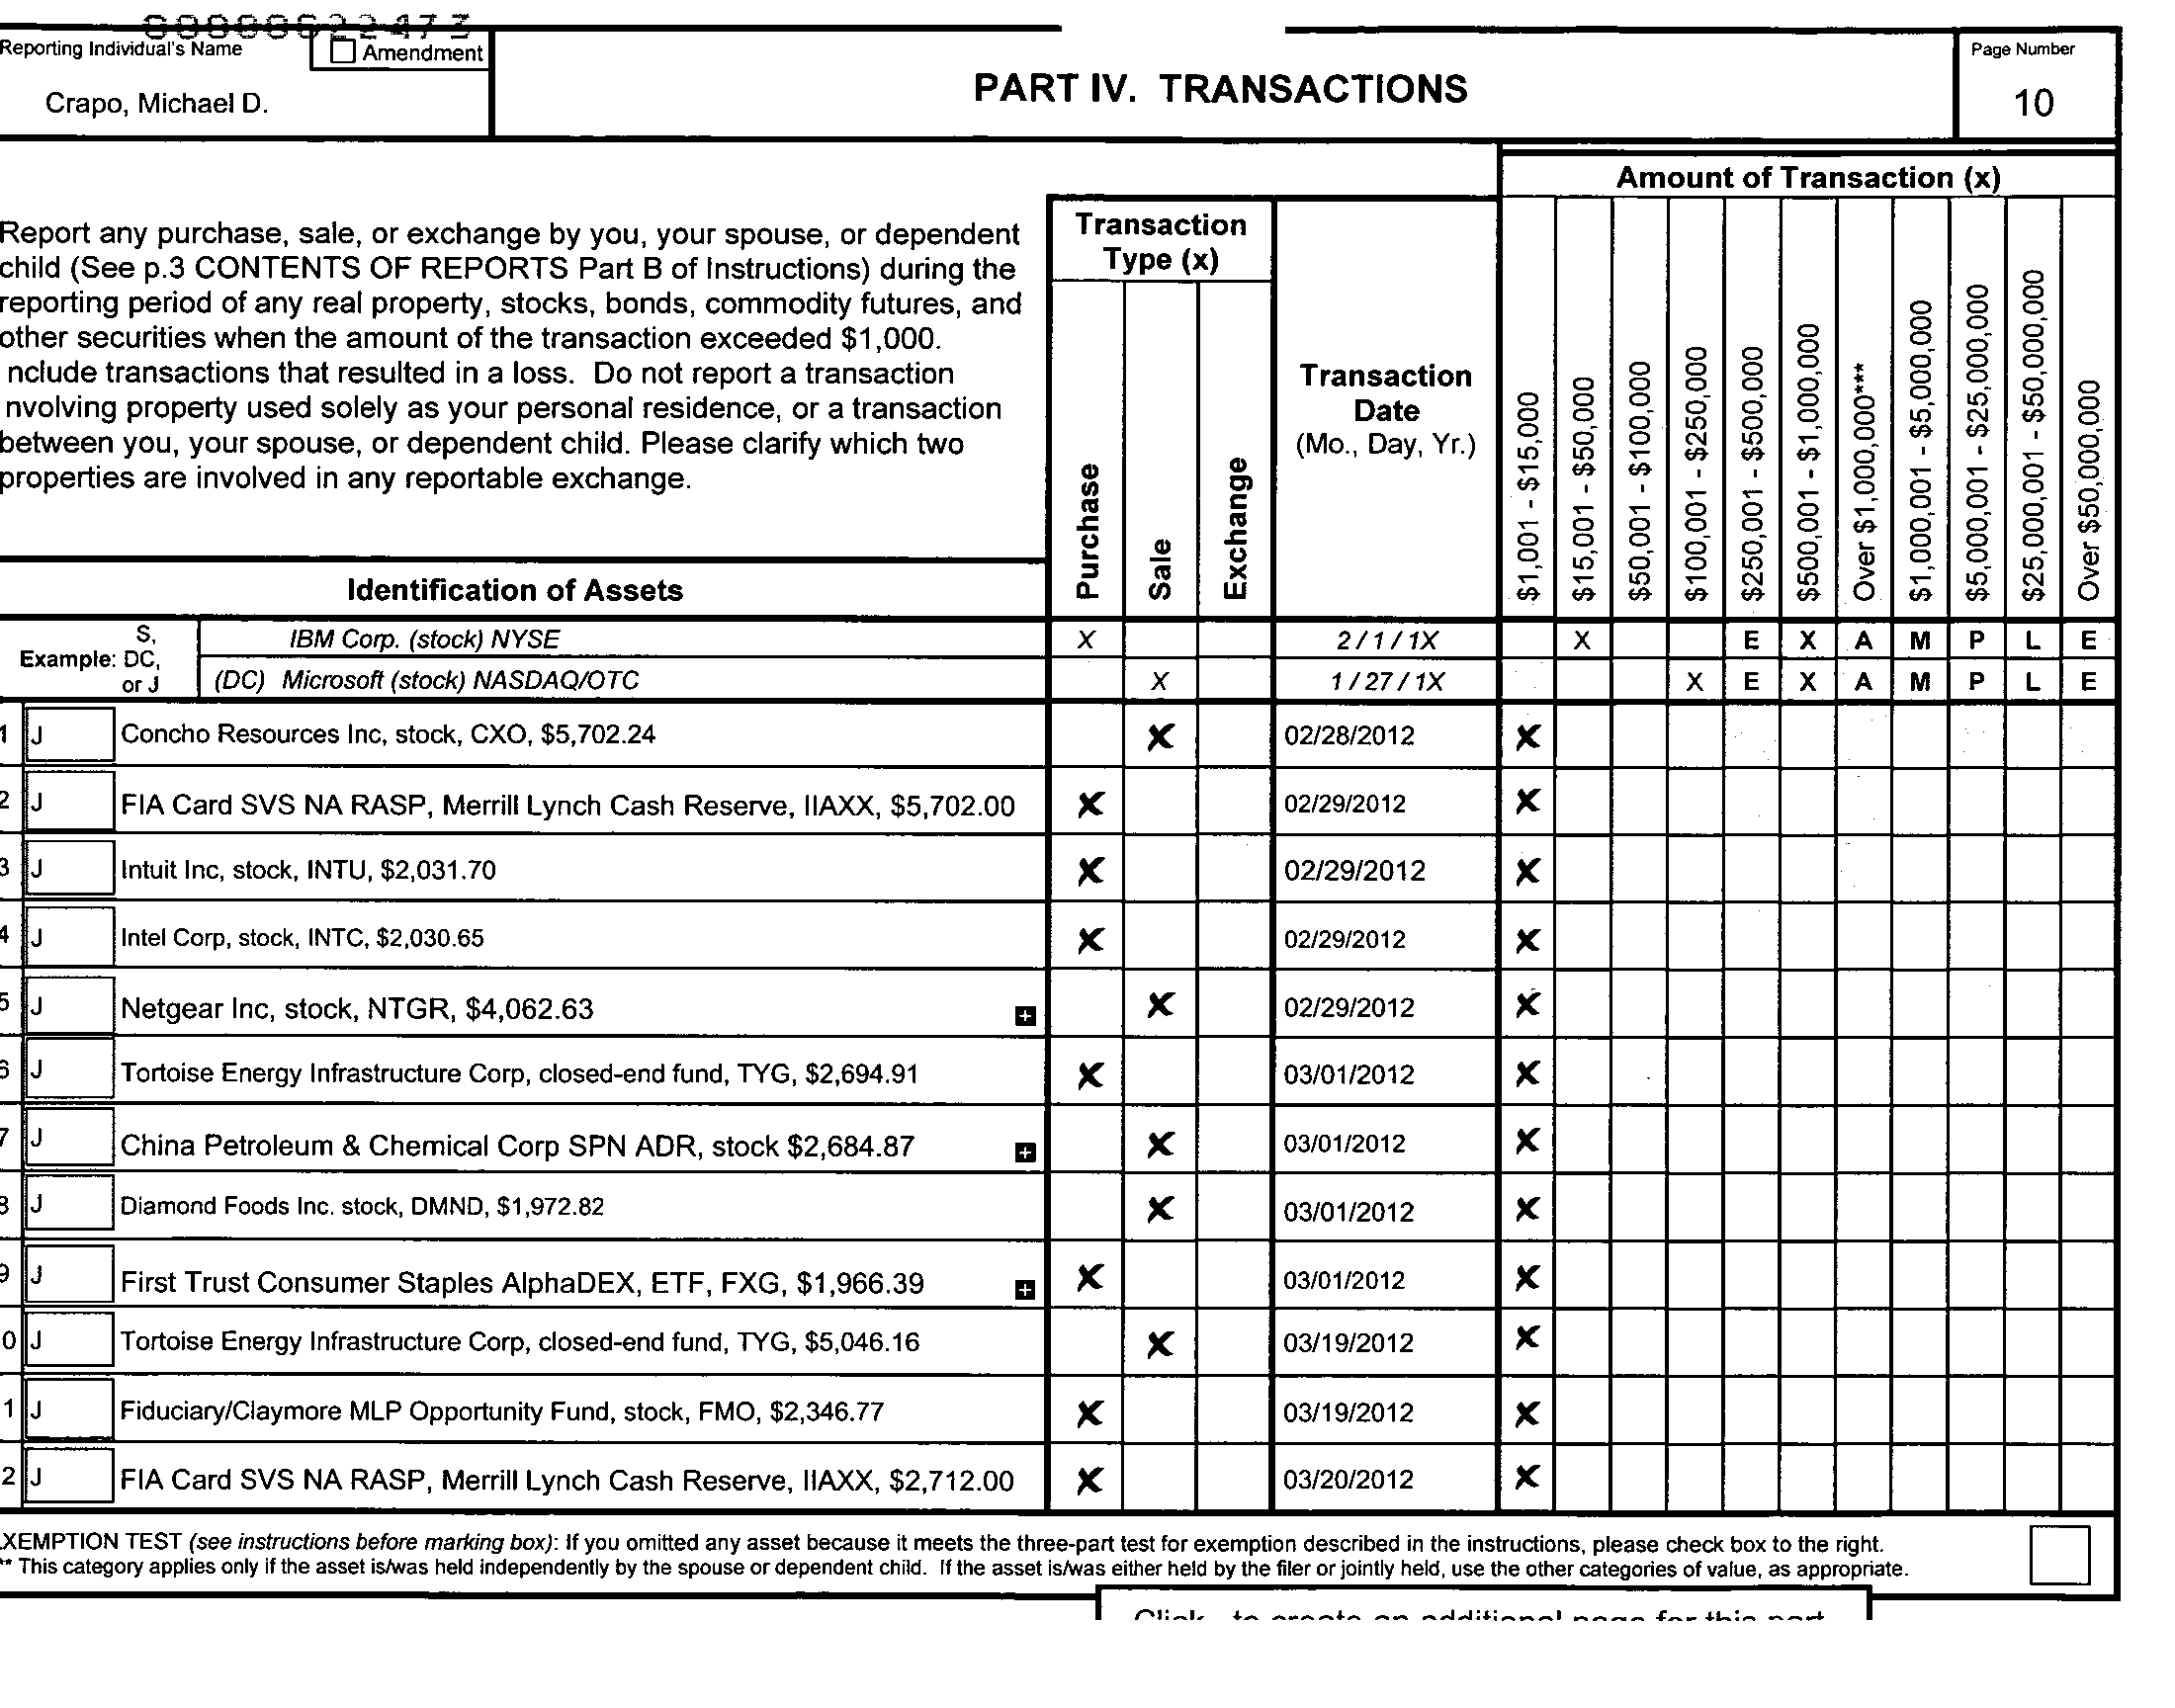 Reporting Individual's Name
Amendment
Crapo, Michael D.
PART IV. TRANSACTIONS
Page Number
10
Amount of Transaction (x)
Report any purchase, sale, or exchange by you, your spouse, or dependent
child (See p.3 CONTENTS OF REPORTS Part B of Instructions) during the
reporting period of any real property, stocks, bonds, commodity futures, and
other securities when the amount of the transaction exceeded $1,000.
nclude transactions that resulted in a loss. Do not report a transaction
nvolving property used solely as your personal residence, or a transaction
between you, your spouse, or dependent child. Please clarify which two
properties are involved in any reportable exchange.
Transaction
Type (x)
Purchase
Sale
Exchange
Transaction
Date
(Mo., Day, Yr.)
$1,001 - $15,000
$15,001 - $50,000
$50,001 - $100,000
$100,001 - $250,000
$250,001 - $500,000
$500,001 - $1,000,000
Over $1,000,000***
$1,000,001 - $5,000,000
$5,000,001 - $25,000,000
$25,000,001 - $50,000,000
Over $50,000,000
Identification of Assets
Example: S, DC, or J
IBM Corp. (stock) NYSE X 2 / 1 / 1X X E X A M P L E
(DC) Microsoft (stock) NASDAQ/OTC X 1 / 27 / 1X X E X A M P L E
1 J Concho Resources Inc, stock, CXO, $5,702.24 X 02/28/2012 X
2 J FIA Card SVS NA RASP, Merrill Lynch Cash Reserve, IIAXX, $5,702.00 X 02/29/2012 X
3 J Intuit Inc, stock, INTU, $2,031.70 X 02/29/2012 X
4 J Intel Corp, stock, INTC, $2,030.65 X 02/29/2012 X
5 J Netgear Inc, stock, NTGR, $4,062.63 + X 02/29/2012 X
6 J Tortoise Energy Infrastructure Corp, closed-end fund, TYG, $2,694.91 X 03/01/2012 X
7 J China Petroleum & Chemical Corp SPN ADR, stock $2,684.87 + X 03/01/2012 X
8 J Diamond Foods Inc. stock, DMND, $1,972.82 X 03/01/2012 X
9 J First Trust Consumer Staples AlphaDEX, ETF, FXG, $1,966.39 + X 03/01/2012 X
0 J Tortoise Energy Infrastructure Corp, closed-end fund, TYG, $5,046.16 X 03/19/2012 X
1 J Fiduciary/Claymore MLP Opportunity Fund, stock, FMO, $2,346.77 X 03/19/2012 X
2 J FIA Card SVS NA RASP, Merrill Lynch Cash Reserve, IIAXX, $2,712.00 X 03/20/2012 X
XEMPTION TEST (see instructions before marking box): If you omitted any asset because it meets the three-part test for exemption described in the instructions, please check box to the right.
** This category applies only if the asset is/was held independently by the spouse or dependent child. If the asset is/was either held by the filer or jointly held, use the other categories of value, as appropriate.
Click to create an additional page for this part